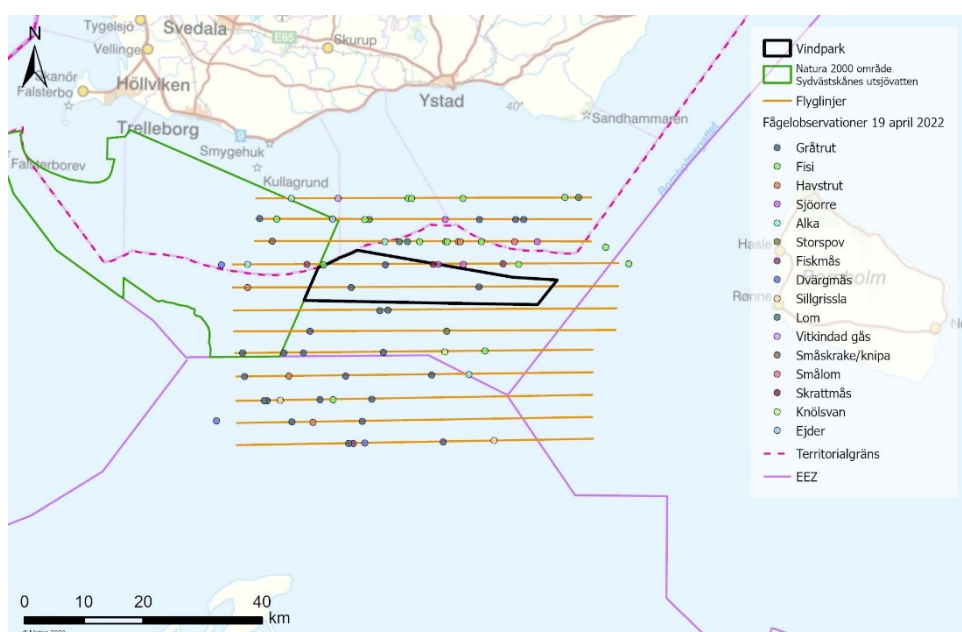 Tygelsjö
Svedala
N
Vellinge
E65
Skurup
Skanör
Falsterbo
Höllviken
Ystad
40
Sandhammaren
Trelleborg
9
Smygehuk
Falsterborev
Kullagrund
Bornholmsgattet
Hasle
Bornholm
Rønne
Vindpark
Natura 2000 område
Sydvästskånes utsjövatten
Flyglinjer
Fågelobservationer 19 april 2022
Gråtrut
Fisi
Havstrut
Sjöorre
Alka
Storspov
Fiskmås
Dvärgmås
Sillgrissla
Lom
Vitkindad gås
Småskrake/knipa
Smålom
Skrattmås
Knölsvan
Ejder
Territorialgräns
EEZ
0 10 20 40
km